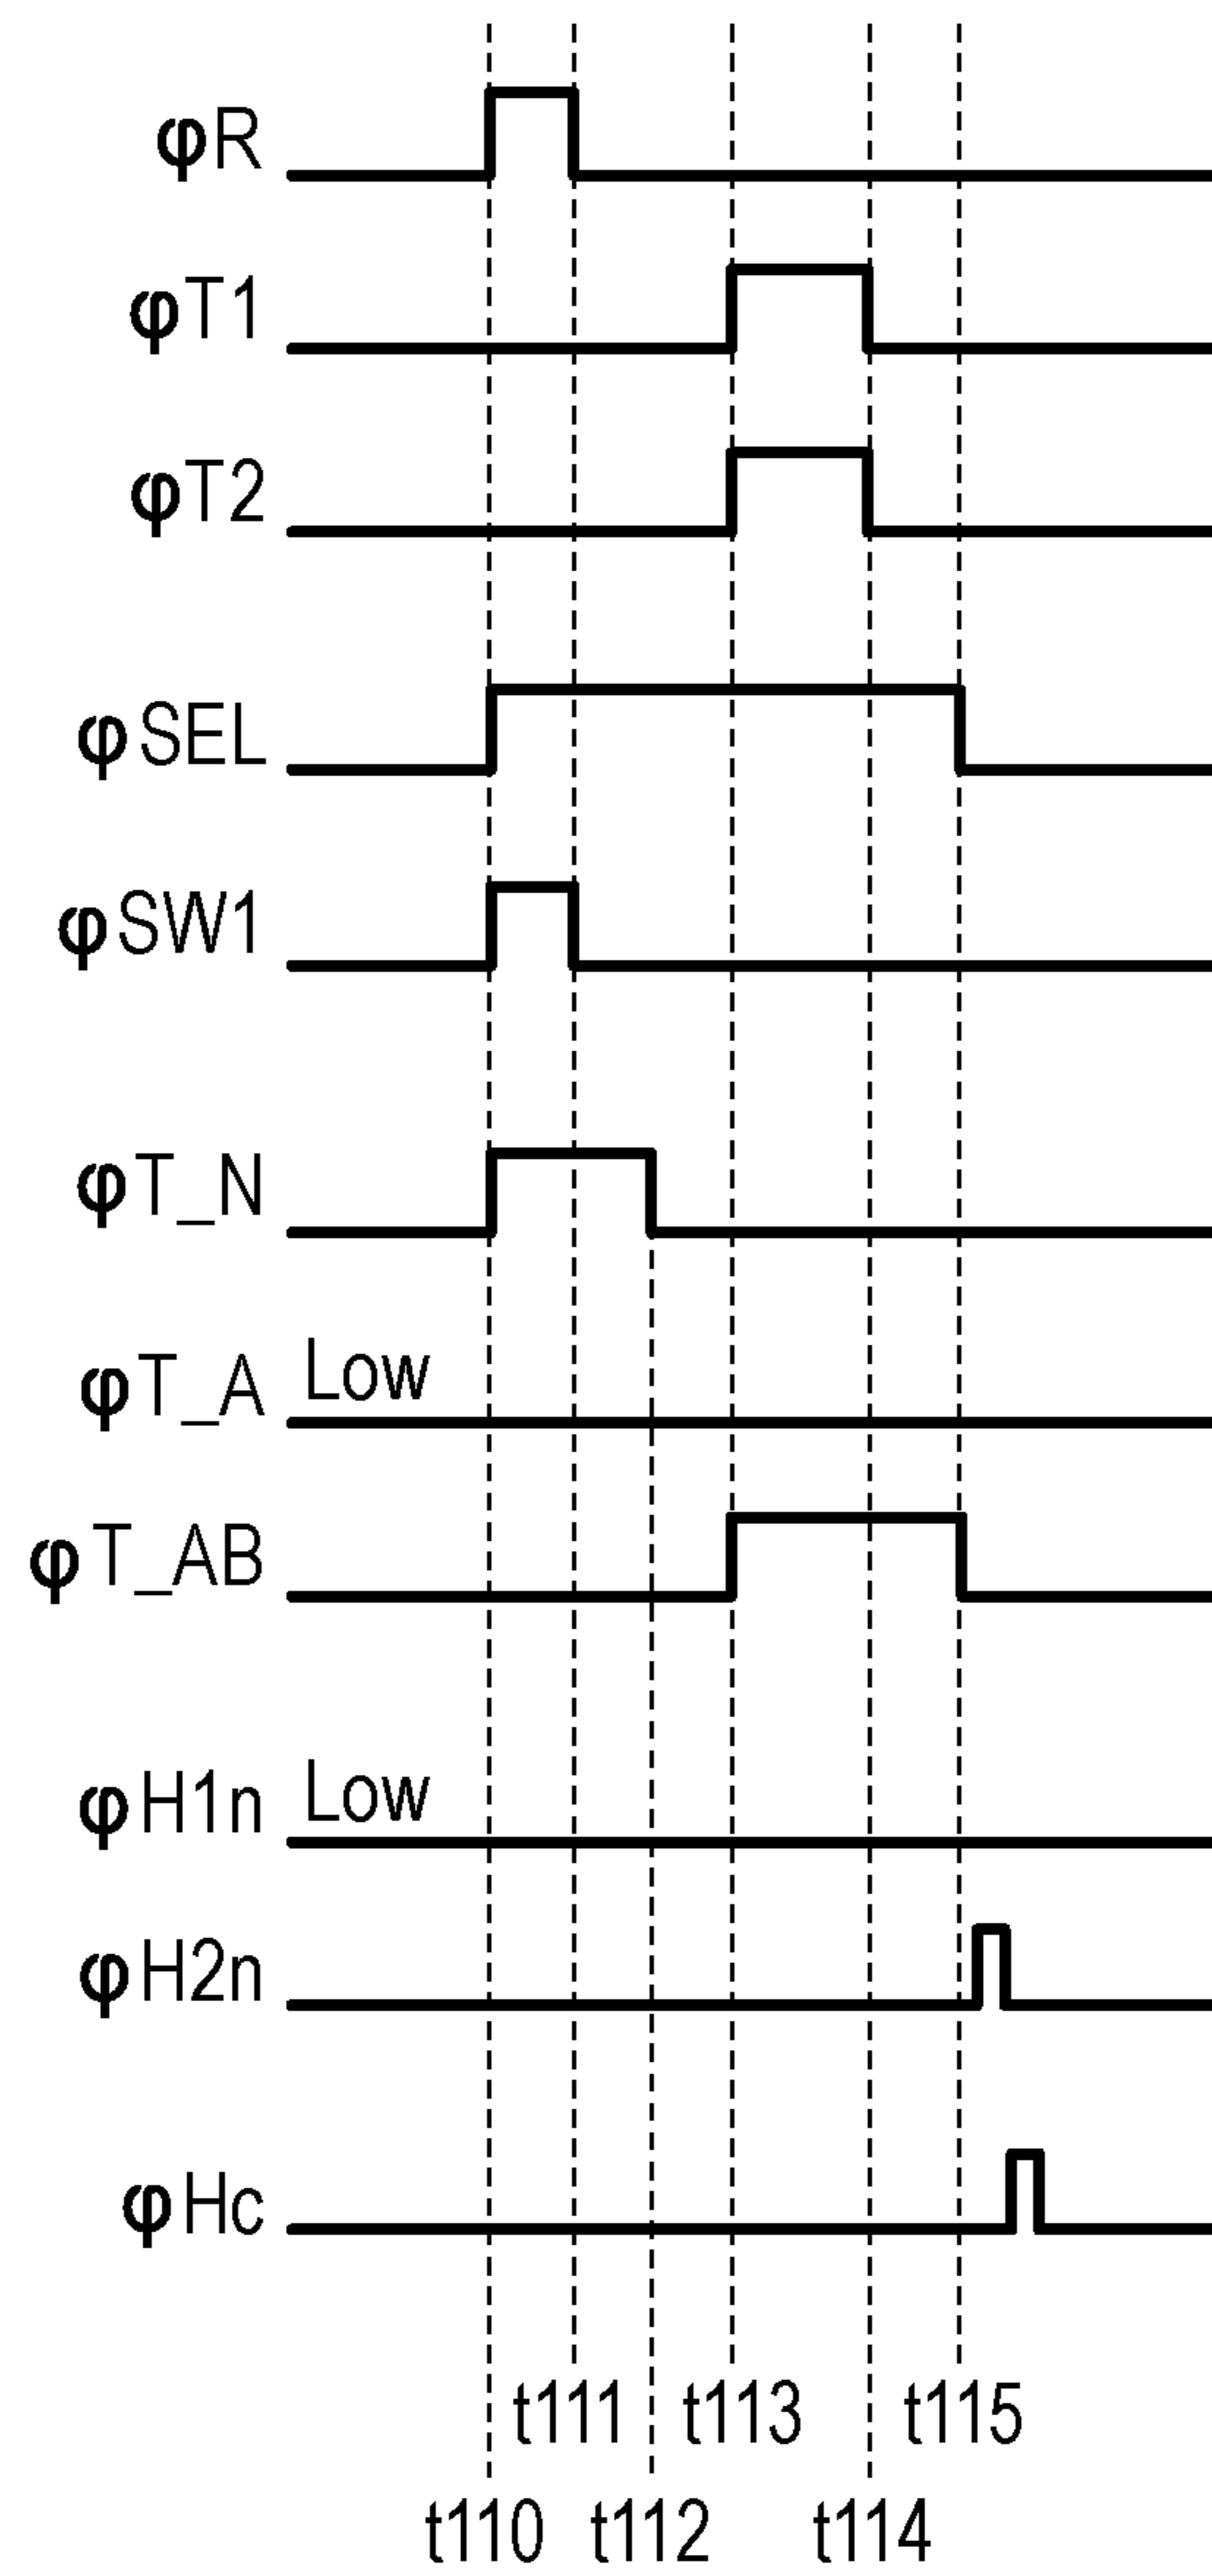 φR
φT1
φT2
φSEL
φSW1
φT_N
φT_A Low
φT_AB
φH1n Low
φH2n
φHc
t111 t113 t115
t110 t112 t114